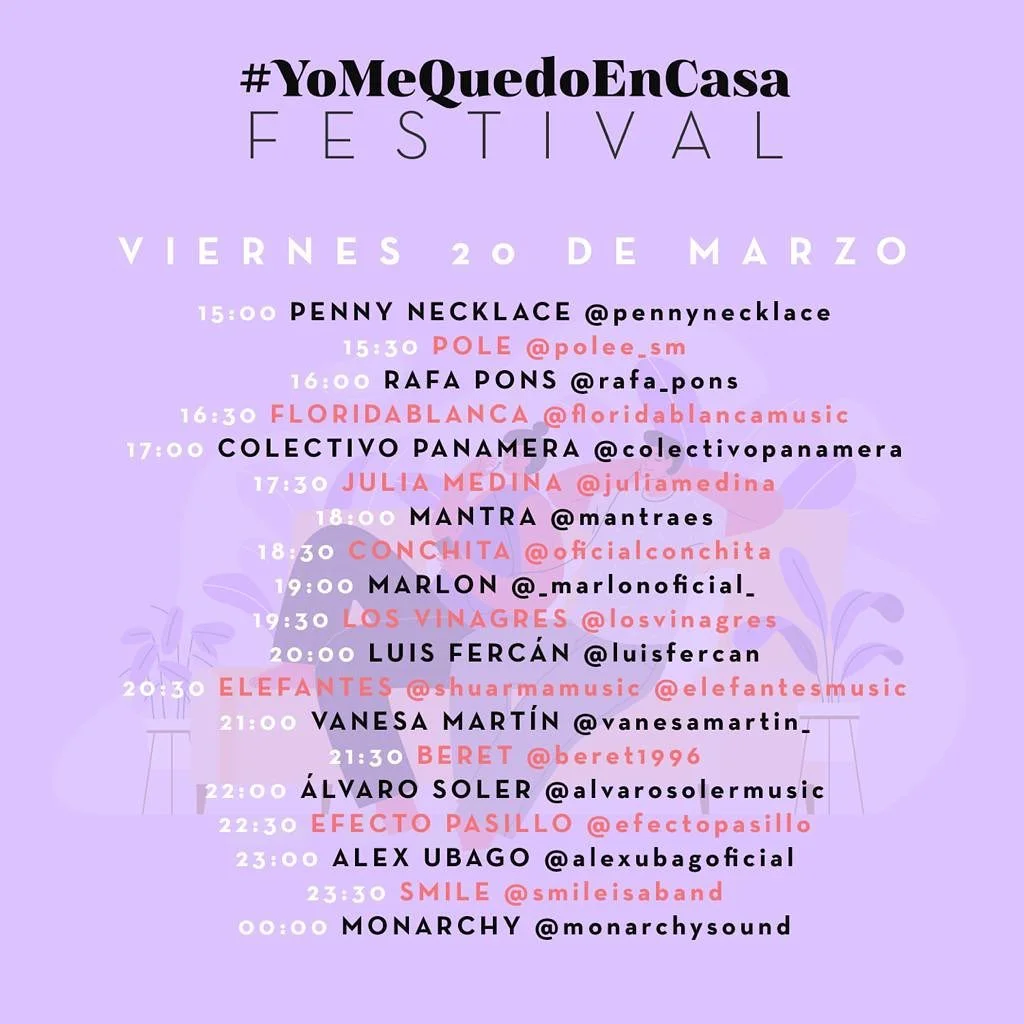 #YoMeQuedoEnCasa
FESTIVAL
VIERNES 20 DE MARZO
15:00 PENNY NECKLACE @pennynecklace
15:30 POLE @polee_sm
16:00 RAFA PONS @rafa_pons
16:30 FLORIDABLANCA @floridablancamusic
17:00 COLECTIVO PANAMERA @colectivopanamera
17:30 JULIA MEDINA @juliamedina
18:00 MANTRA @mantraes
18:30 CONCHITA @oficialconchita
19:00 MARLON @_marlonoficial_
19:30 LOS VINAGRES @losvinagres
20:00 LUIS FERCÁN @luisfercan
20:30 ELEFANTES @shuarmamusic @elefantesmusic
21:00 VANESA MARTÍN @vanesamartin_
21:30 BERET @beret1996
22:00 ÁLVARO SOLER @alvarosolermusic
22:30 EFECTO PASILLO @efectopasillo
23:00 ALEX UBAGO @alexubagoficial
23:30 SMILE @smileisaband
00:00 MONARCHY @monarchysound